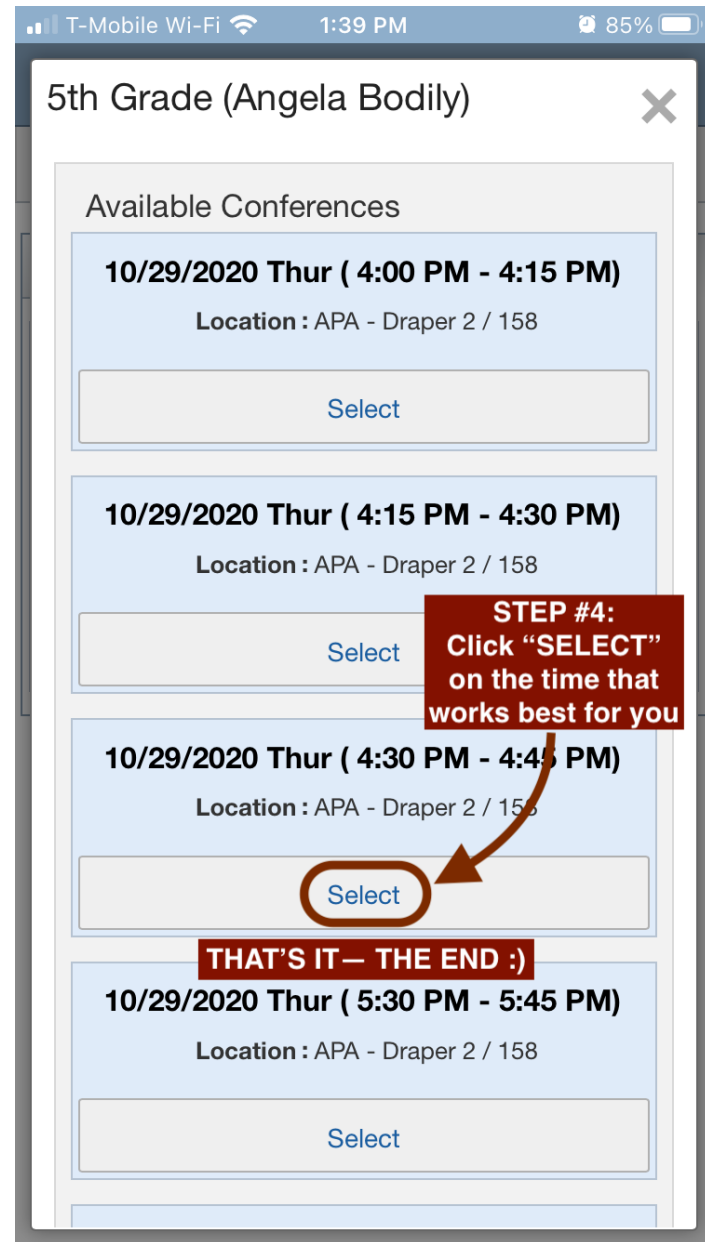 T-Mobile Wi-Fi 1:39 PM 85%
5th Grade (Angela Bodily)
Available Conferences
10/29/2020 Thur ( 4:00 PM - 4:15 PM)
Location : APA - Draper 2 / 158
Select
10/29/2020 Thur ( 4:15 PM - 4:30 PM)
Location : APA - Draper 2 / 158
Select
STEP #4:
Click “SELECT”
on the time that
works best for you
10/29/2020 Thur ( 4:30 PM - 4:45 PM)
Location : APA - Draper 2 / 158
Select
THAT’S IT— THE END :)
10/29/2020 Thur ( 5:30 PM - 5:45 PM)
Location : APA - Draper 2 / 158
Select